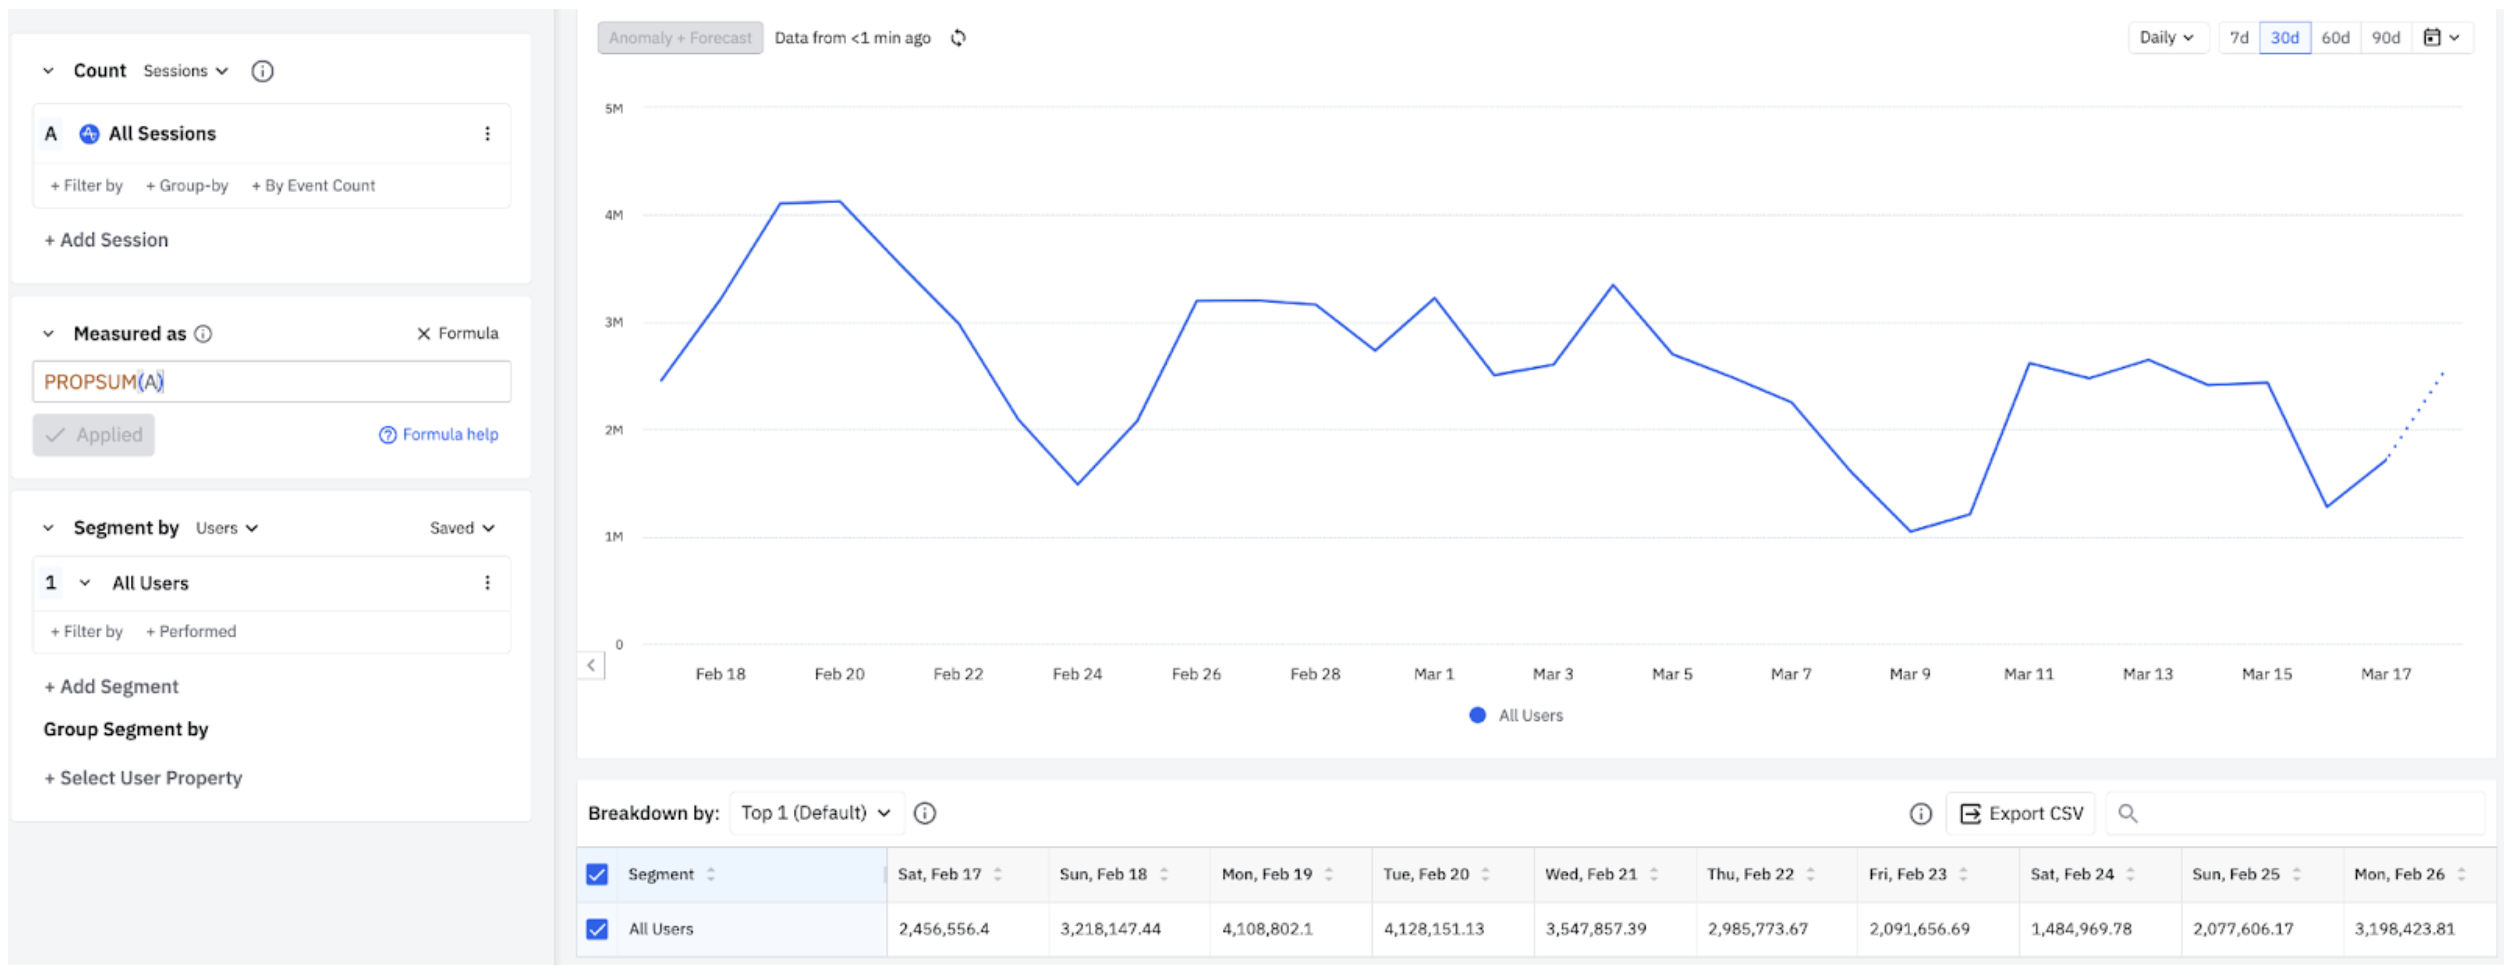 Count Sessions
A All Sessions
+ Filter by + Group-by + By Event Count
+ Add Session
Measured as Formula
PROPSUM(A)
Applied Formula help
Segment by Users Saved
1 All Users
+ Filter by + Performed
+ Add Segment
Group Segment by
+ Select User Property
Anomaly + Forecast Data from <1 min ago Daily 7d 30d 60d 90d
5M
4M
3M
2M
1M
0
Feb 18 Feb 20 Feb 22 Feb 24 Feb 26 Feb 28 Mar 1 Mar 3 Mar 5 Mar 7 Mar 9 Mar 11 Mar 13 Mar 15 Mar 17
All Users
Breakdown by: Top 1 (Default) Export CSV
Segment Sat, Feb 17 Sun, Feb 18 Mon, Feb 19 Tue, Feb 20 Wed, Feb 21 Thu, Feb 22 Fri, Feb 23 Sat, Feb 24 Sun, Feb 25 Mon, Feb 26
All Users 2,456,556.4 3,218,147.44 4,108,802.1 4,128,151.13 3,547,857.39 2,985,773.67 2,091,656.69 1,484,969.78 2,077,606.17 3,198,423.81